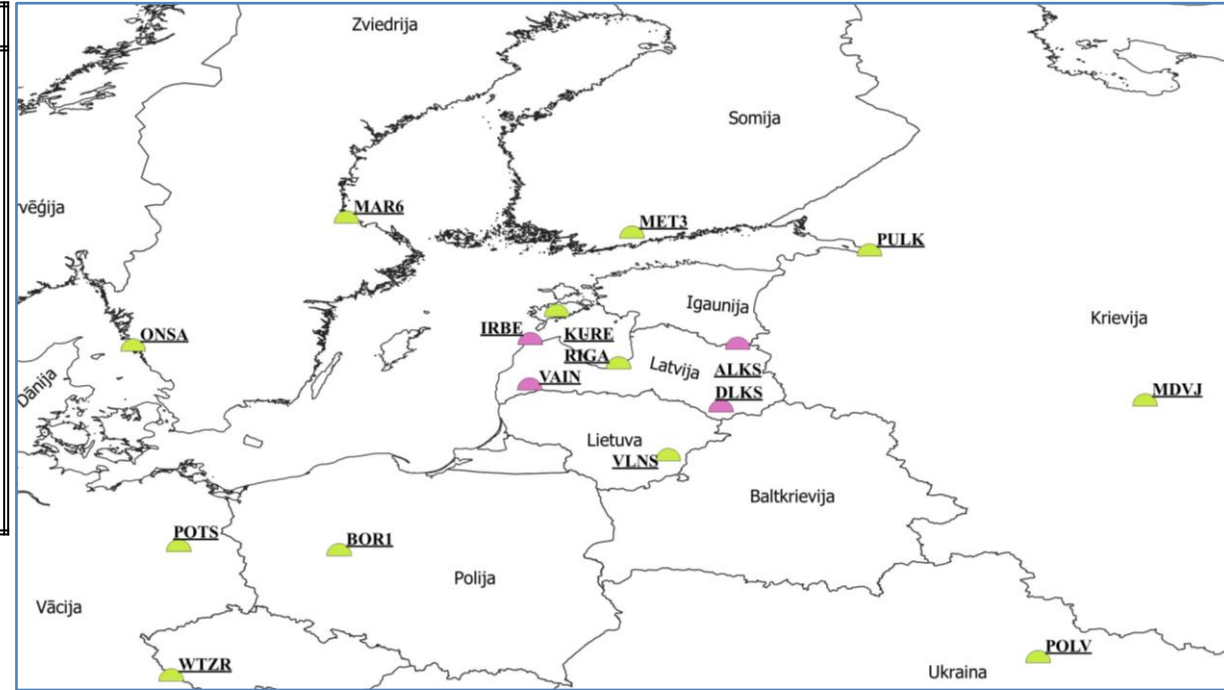 Zviedrija
Somija
vēģija
MAR6
MET3
PULK
Igaunija
Krievija
IRBE
KURE
ONSA
RIGA
Latvija
ALKS
Dānija
VAIN
DLKS
MDVJ
Lietuva
VLNS
Baltkrievija
POTS
BOR1
Polija
Vācija
WTZR
POLV
Ukraina